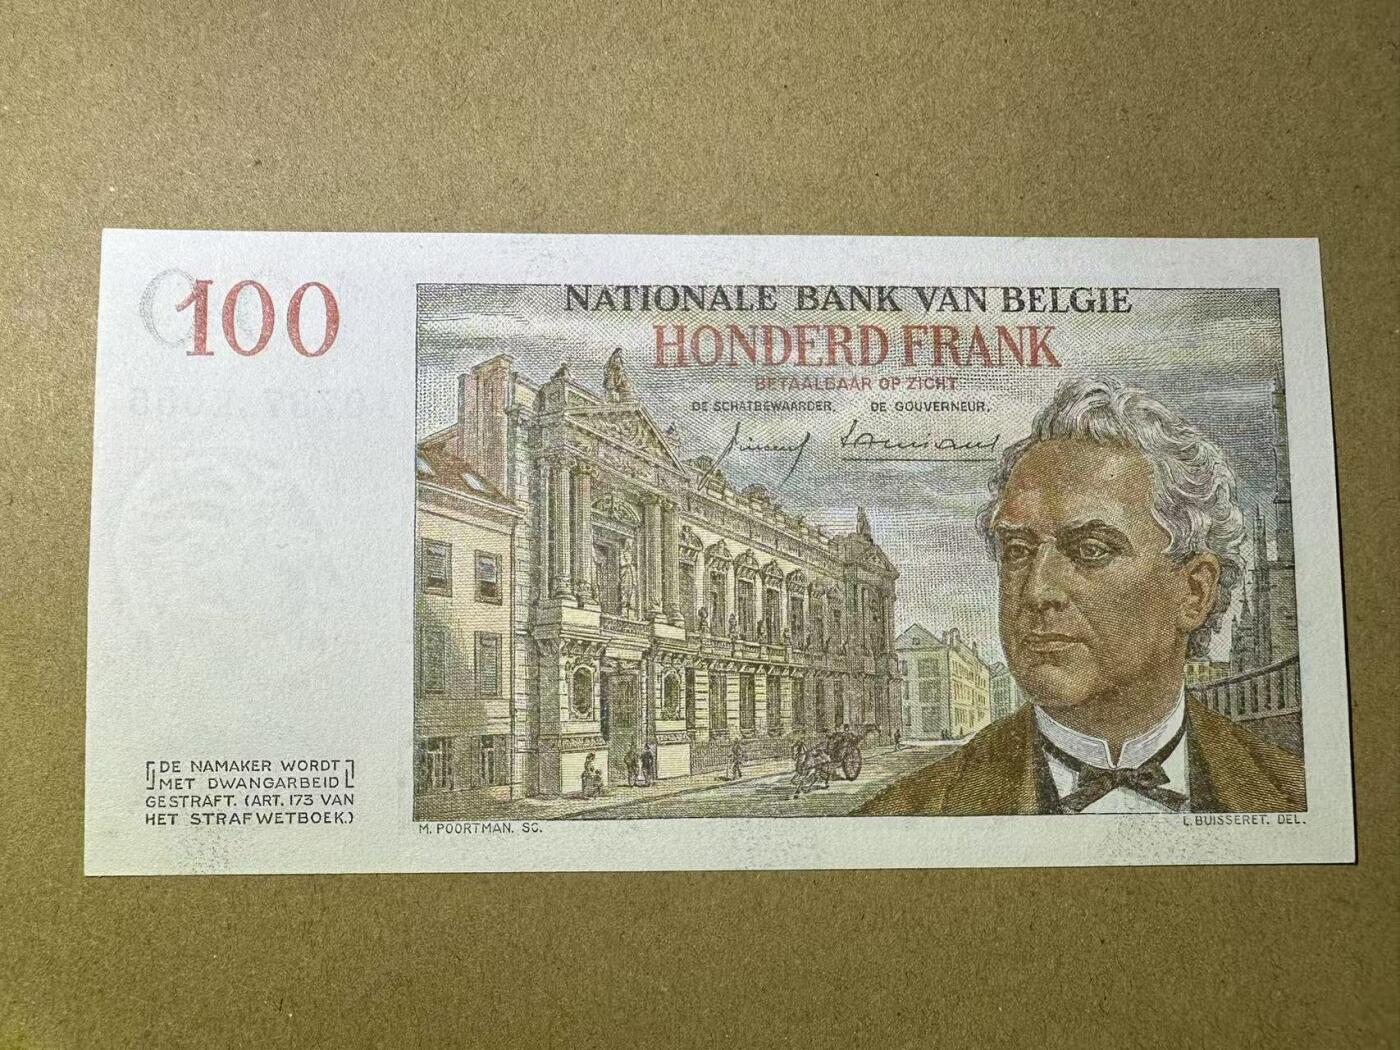 100
NATIONALE BANK VAN BELGIE
HONDERD FRANK
BETAALBAAR OP ZICHT
DE SCHATBEWAARDER, DE GOUVERNEUR,
DE NAMAKER WORDT
MET DWANGARBEID
GESTRAFT. (ART. 173 VAN
HET STRAFWETBOEK.)
M. POORTMAN. SC.
L. BUISSERET. DEL.